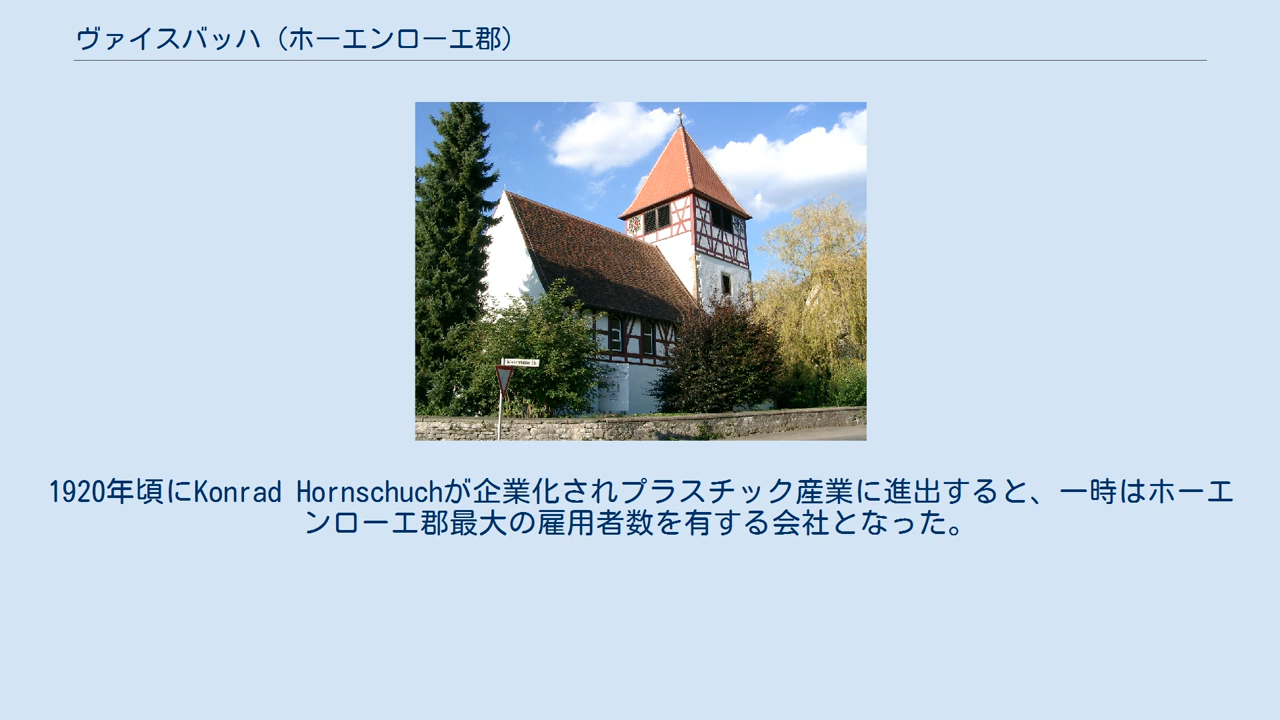 ヴァイスバッハ（ホーエンローエ郡）
1920年頃にKonrad Hornschuchが企業化されプラスチック産業に進出すると、一時はホーエ
ンローエ郡最大の雇用者数を有する会社となった。